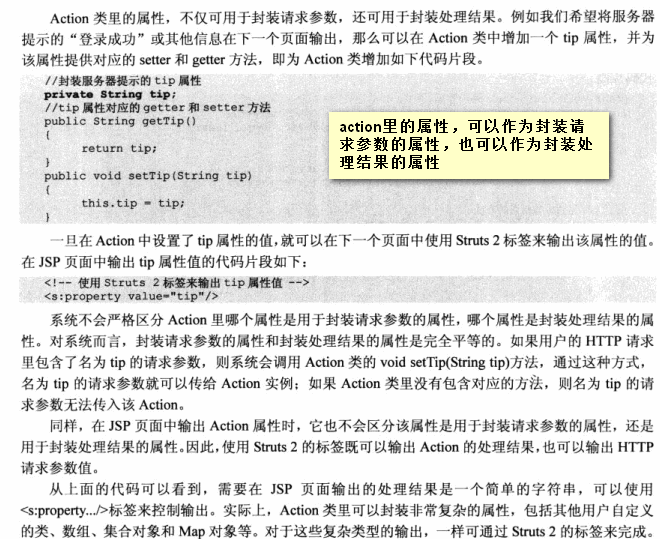 Action 类里的属性，不仅可用于封装请求参数，还可用于封装处理结果。例如我们希望将服务器
提示的“登录成功”或其他信息在下一个页面输出，那么可以在 Action 类中增加一个 tip 属性，并为
该属性提供对应的 setter 和 getter 方法，即为 Action 类增加如下代码片段。
//封装服务器提示的 tip 属性
private String tip;
//tip 属性对应的 getter 和 setter 方法
public String getTip()
{
return tip;
}
public void setTip(String tip)
{
this.tip = tip;
}
action里的属性，可以作为封装请
求参数的属性，也可以作为封装处
理结果的属性
一旦在 Action 中设置了 tip 属性的值，就可以在下一个页面中使用 Struts 2 标签来输出该属性的值。
在 JSP 页面中输出 tip 属性值的代码片段如下：
<!-- 使用 Struts 2 标签来输出 tip 属性值 -->
<s:property value="tip"/>
系统不会严格区分 Action 里哪个属性是用于封装请求参数的属性，哪个属性是封装处理结果的属
性。对系统而言，封装请求参数的属性和封装处理结果的属性是完全平等的。如果用户的 HTTP 请求
里包含了名为 tip 的请求参数，则系统会调用 Action 类的 void setTip(String tip)方法，通过这种方式，
名为 tip 的请求参数就可以传给 Action 实例；如果 Action 类里没有包含对应的方法，则名为 tip 的请
求参数无法传入该 Action。
同样，在 JSP 页面中输出 Action 属性时，它也不会区分该属性是用于封装请求参数的属性，还是
用于封装处理结果的属性。因此，使用 Struts 2 的标签既可以输出 Action 的处理结果，也可以输出 HTTP
请求参数值。
从上面的代码可以看到，需要在 JSP 页面输出的处理结果是一个简单的字符串，可以使用
<s:property.../>标签来控制输出。实际上，Action 类里可以封装非常复杂的属性，包括其他用户自定义
的类、数组、集合对象和 Map 对象等。对于这些复杂类型的输出，一样可通过 Struts 2 的标签来完成。